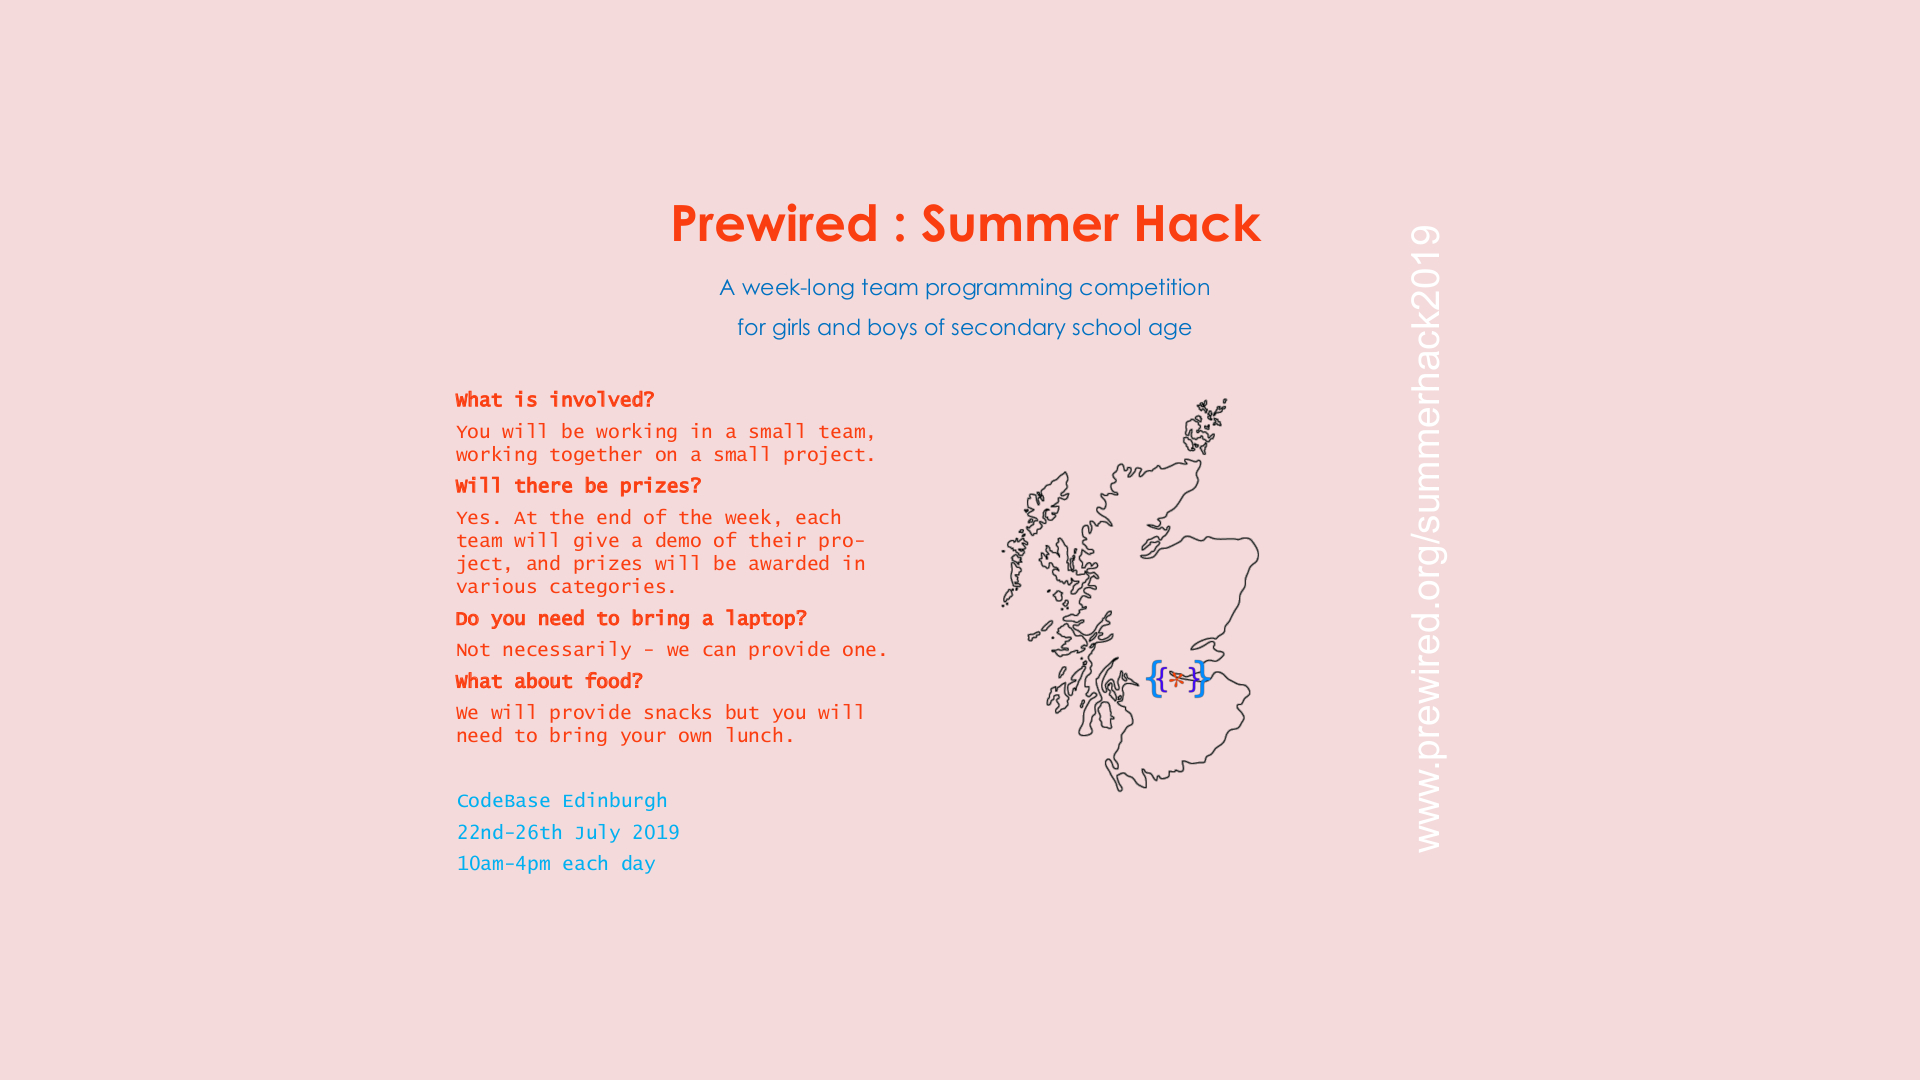 Prewired : Summer Hack
A week-long team programming competition
for girls and boys of secondary school age
What is involved?
You will be working in a small team,
working together on a small project.
Will there be prizes?
Yes. At the end of the week, each
team will give a demo of their pro-
ject, and prizes will be awarded in
various categories.
Do you need to bring a laptop?
Not necessarily - we can provide one.
What about food?
We will provide snacks but you will
need to bring your own lunch.
CodeBase Edinburgh
22nd-26th July 2019
10am-4pm each day
{{*}}
www.prewired.org/summerhack2019